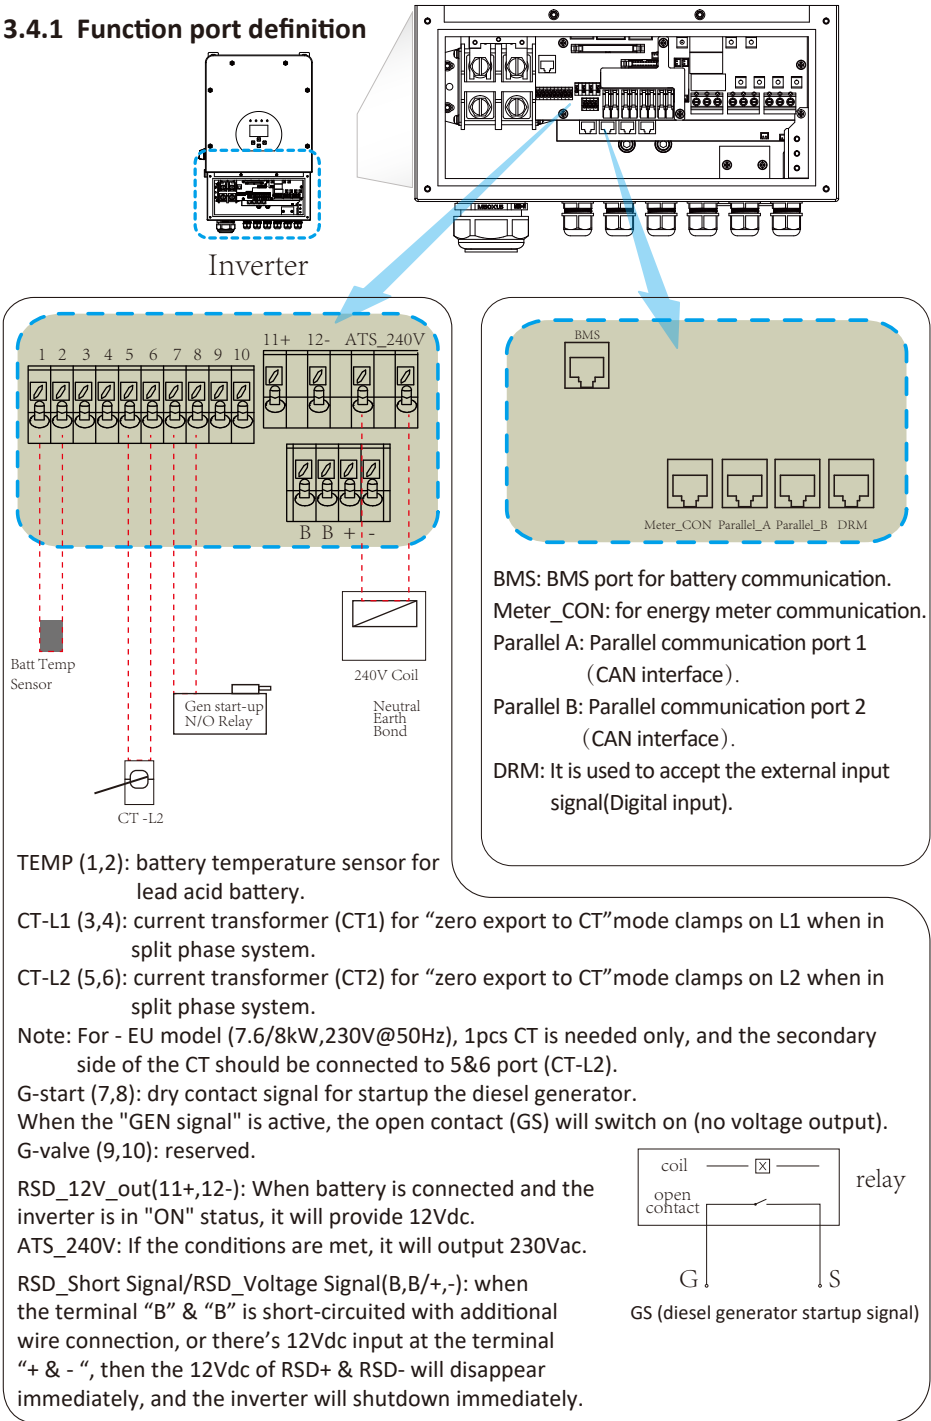 3.4.1 Function port definition
Inverter
1 2 3 4 5 6 7 8 9 10
11+ 12- ATS_240V
B B + -
Batt Temp
Sensor
Gen start-up
N/O Relay
240V Coil
Neutral
Earth
Bond
CT -L2
BMS
Meter_CON Parallel_A Parallel_B DRM
BMS: BMS port for battery communication.
Meter_CON: for energy meter communication.
Parallel A: Parallel communication port 1
（CAN interface）.
Parallel B: Parallel communication port 2
（CAN interface）.
DRM: It is used to accept the external input
signal(Digital input).
TEMP (1,2): battery temperature sensor for
lead acid battery.
CT-L1 (3,4): current transformer (CT1) for “zero export to CT”mode clamps on L1 when in
split phase system.
CT-L2 (5,6): current transformer (CT2) for “zero export to CT”mode clamps on L2 when in
split phase system.
Note: For - EU model (7.6/8kW,230V@50Hz), 1pcs CT is needed only, and the secondary
side of the CT should be connected to 5&6 port (CT-L2).
G-start (7,8): dry contact signal for startup the diesel generator.
When the "GEN signal" is active, the open contact (GS) will switch on (no voltage output).
G-valve (9,10): reserved.
RSD_12V_out(11+,12-): When battery is connected and the
inverter is in "ON" status, it will provide 12Vdc.
ATS_240V: If the conditions are met, it will output 230Vac.
RSD_Short Signal/RSD_Voltage Signal(B,B/+,-): when
the terminal “B” & “B” is short-circuited with additional
wire connection, or there’s 12Vdc input at the terminal
“+ & - “, then the 12Vdc of RSD+ & RSD- will disappear
immediately, and the inverter will shutdown immediately.
coil
open
contact
relay
G S
GS (diesel generator startup signal)